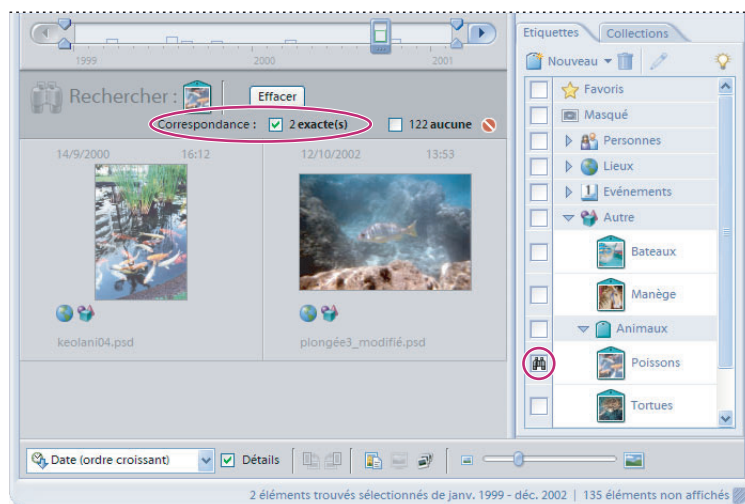 1999
2000
2001
Rechercher :
Effacer
Correspondance :
2 exacte(s)
122 aucune
14/9/2000
16:12
12/10/2002
13:53
keolani04.psd
plongée3_modifié.psd
Etiquettes
Collections
Nouveau
Favoris
Masqué
Personnes
Lieux
1
Evénements
Autre
Bateaux
Manège
Animaux
Poissons
Tortues
Date (ordre croissant)
Détails
2 éléments trouvés sélectionnés de janv. 1999 - déc. 2002 | 135 éléments non affichés